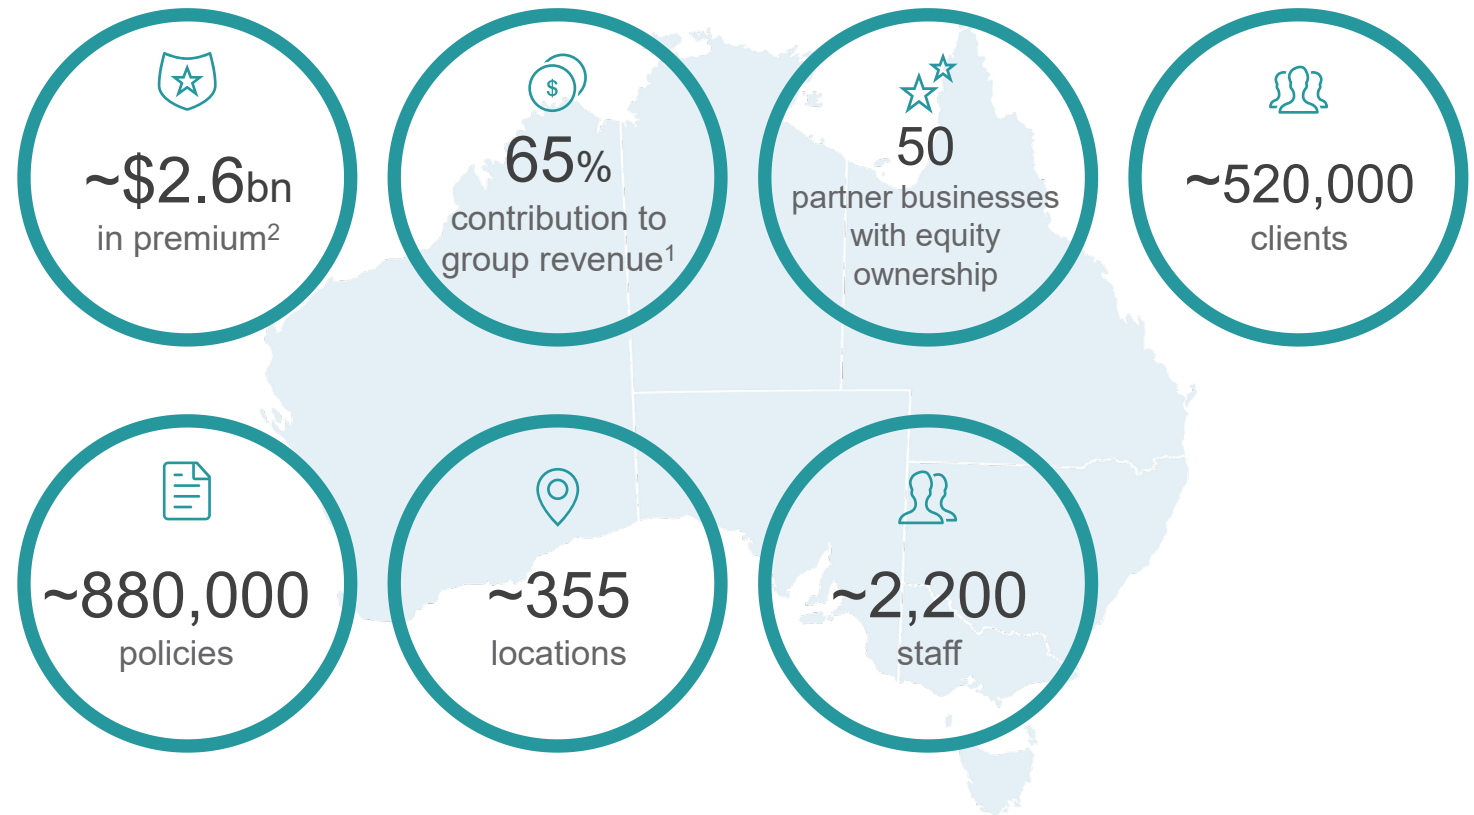 ~$2.6bn
in premium²
65%
contribution to
group revenue¹
50
partner businesses
with equity
ownership
~520,000
clients
~880,000
policies
~355
locations
~2,200
staff